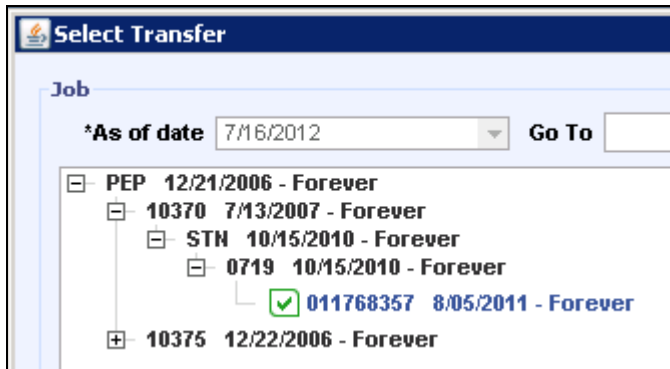 Select Transfer
Job
*As of date 7/16/2012 Go To
PEP 12/21/2006 - Forever
10370 7/13/2007 - Forever
STN 10/15/2010 - Forever
0719 10/15/2010 - Forever
011768357 8/05/2011 - Forever
10375 12/22/2006 - Forever